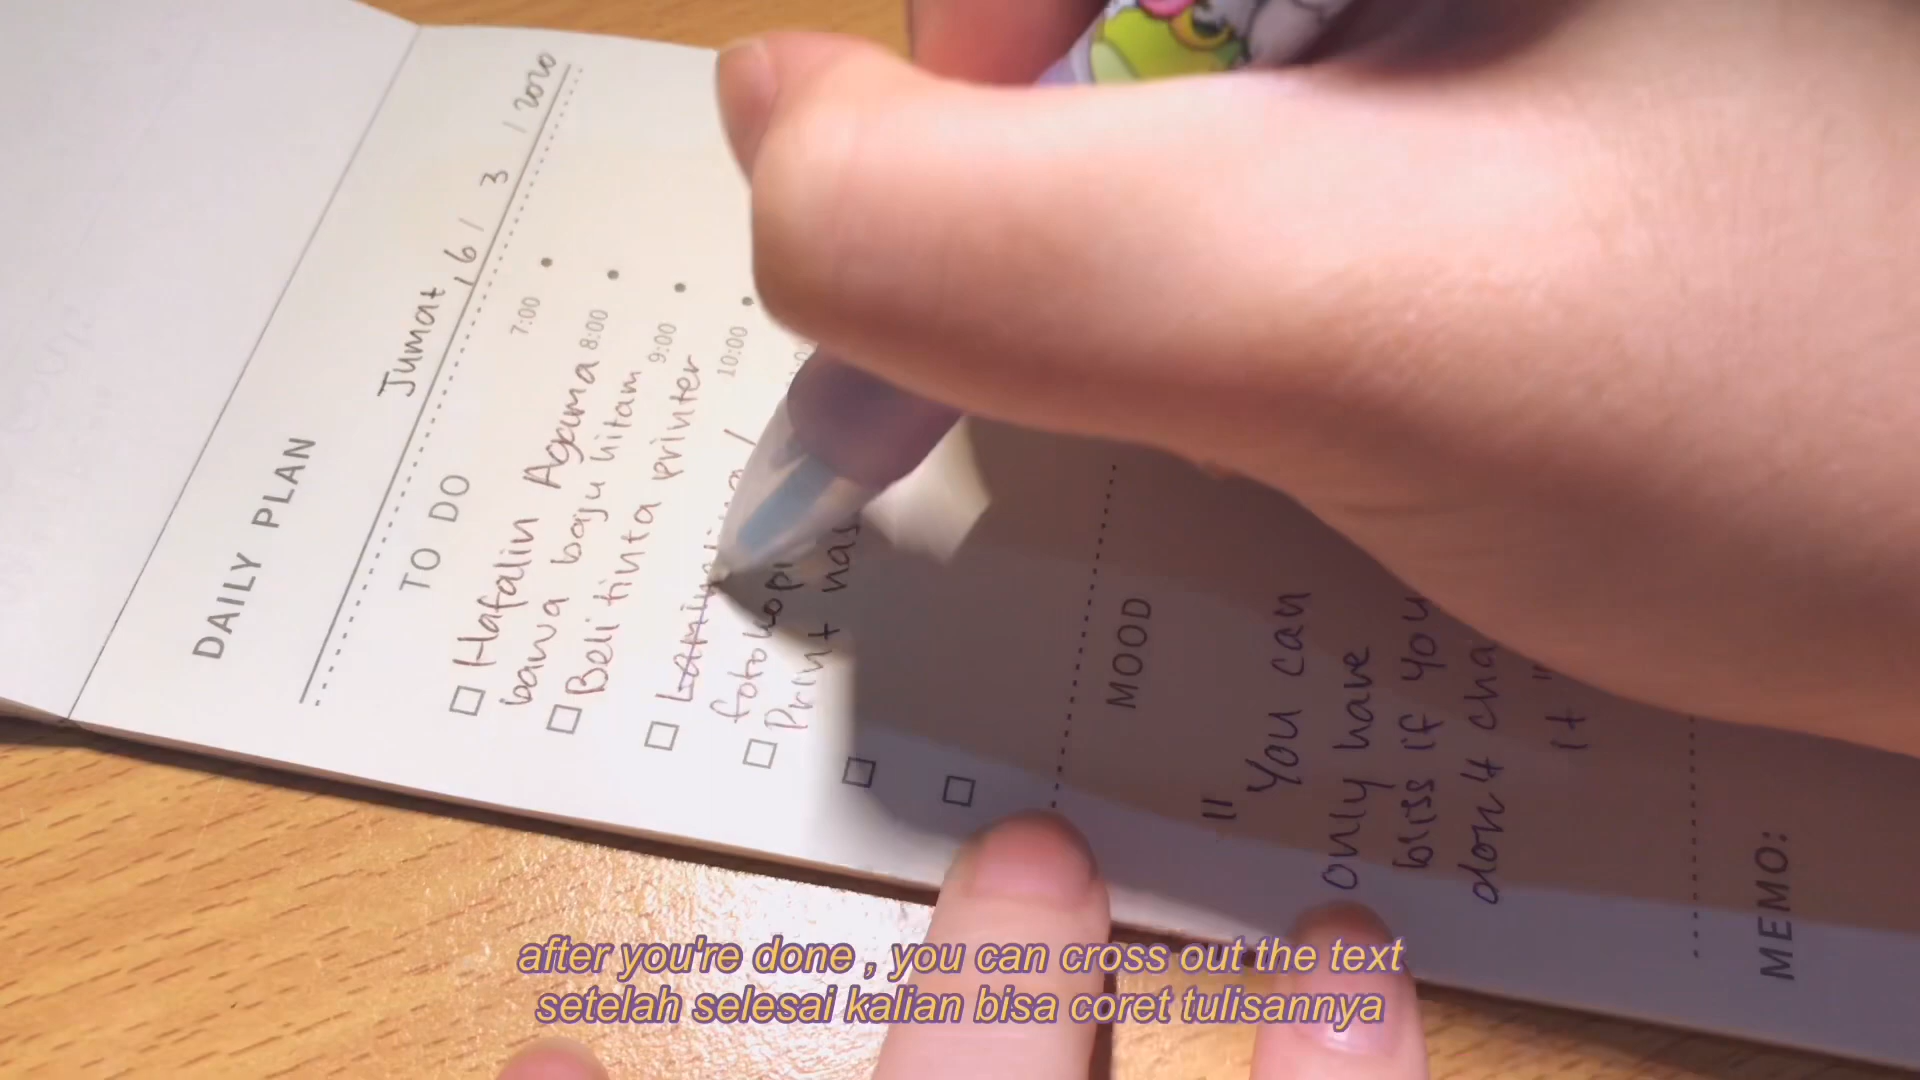 DAILY PLAN
Jumat 16 / 3 / 2020
TO DO
7:00
8:00
9:00
10:00
Hafalin Agama
bawa baju hitam
Beli tinta printer
fotokopi
Print
MOOD
" You can
only have
bliss if you
it"
MEMO:
after you're done , you can cross out the text
setelah selesai kalian bisa coret tulisannya